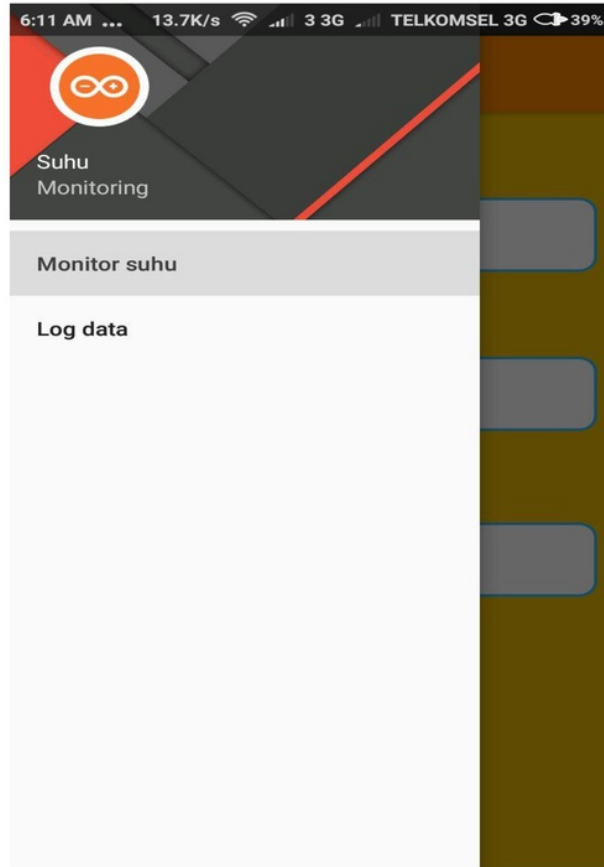 6:11 AM ... 13.7K/s 3 3G TELKOMSEL 3G 39%
Suhu
Monitoring
Monitor suhu
Log data